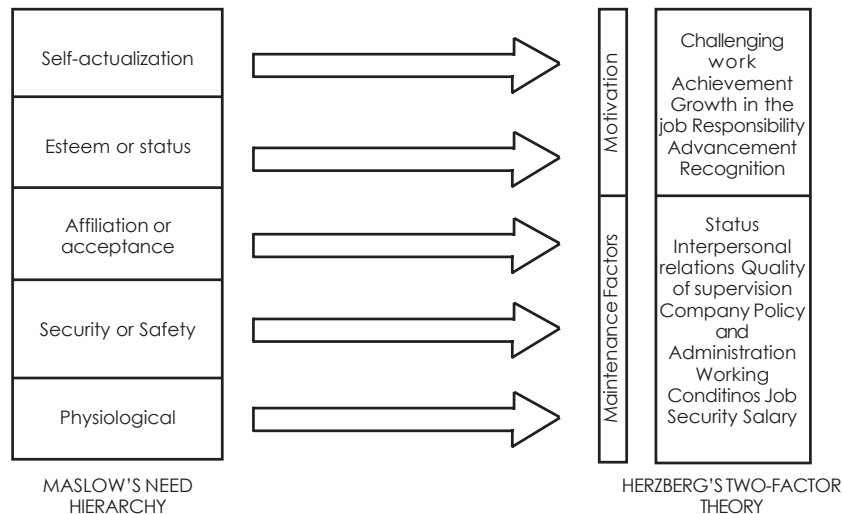 Self-actualization
Esteem or status
Affiliation or
acceptance
Security or Safety
Physiological
MASLOW'S NEED
HIERARCHY
Motivation
Maintenance Factors
Challenging
work
Achievement
Growth in the
job Responsibility
Advancement
Recognition
Status
Interpersonal
relations Quality
of supervision
Company Policy
and
Administration
Working
Conditinos Job
Security Salary
HERZBERG'S TWO-FACTOR
THEORY